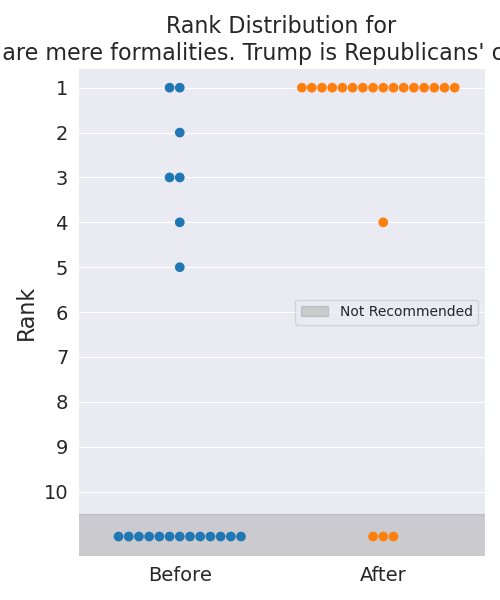 Rank Distribution for
are mere formalities. Trump is Republicans'
1
2
3
4
5
6
7
8
9
10
Rank
Not Recommended
Before
After